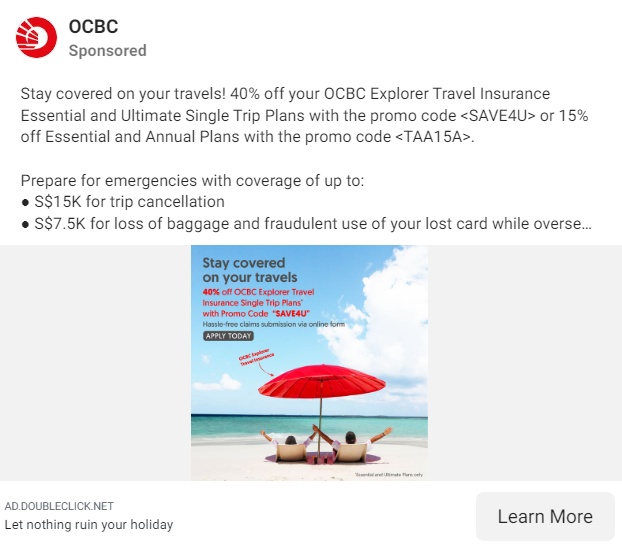 OCBC
Sponsored
Stay covered on your travels! 40% off your OCBC Explorer Travel Insurance
Essential and Ultimate Single Trip Plans with the promo code <SAVE4U> or 15%
off Essential and Annual Plans with the promo code <TAA15A>.
Prepare for emergencies with coverage of up to:
● S$15K for trip cancellation
● S$7.5K for loss of baggage and fraudulent use of your lost card while overse…
Stay covered
on your travels
40% off OCBC Explorer Travel
Insurance Single Trip Plans*
with Promo Code "SAVE4U"
Hassle-free claims submission via online form
APPLY TODAY
OCBC Explorer
Travel Insurance
*Essential and Ultimate Plans only
AD.DOUBLECLICK.NET
Let nothing ruin your holiday
Learn More